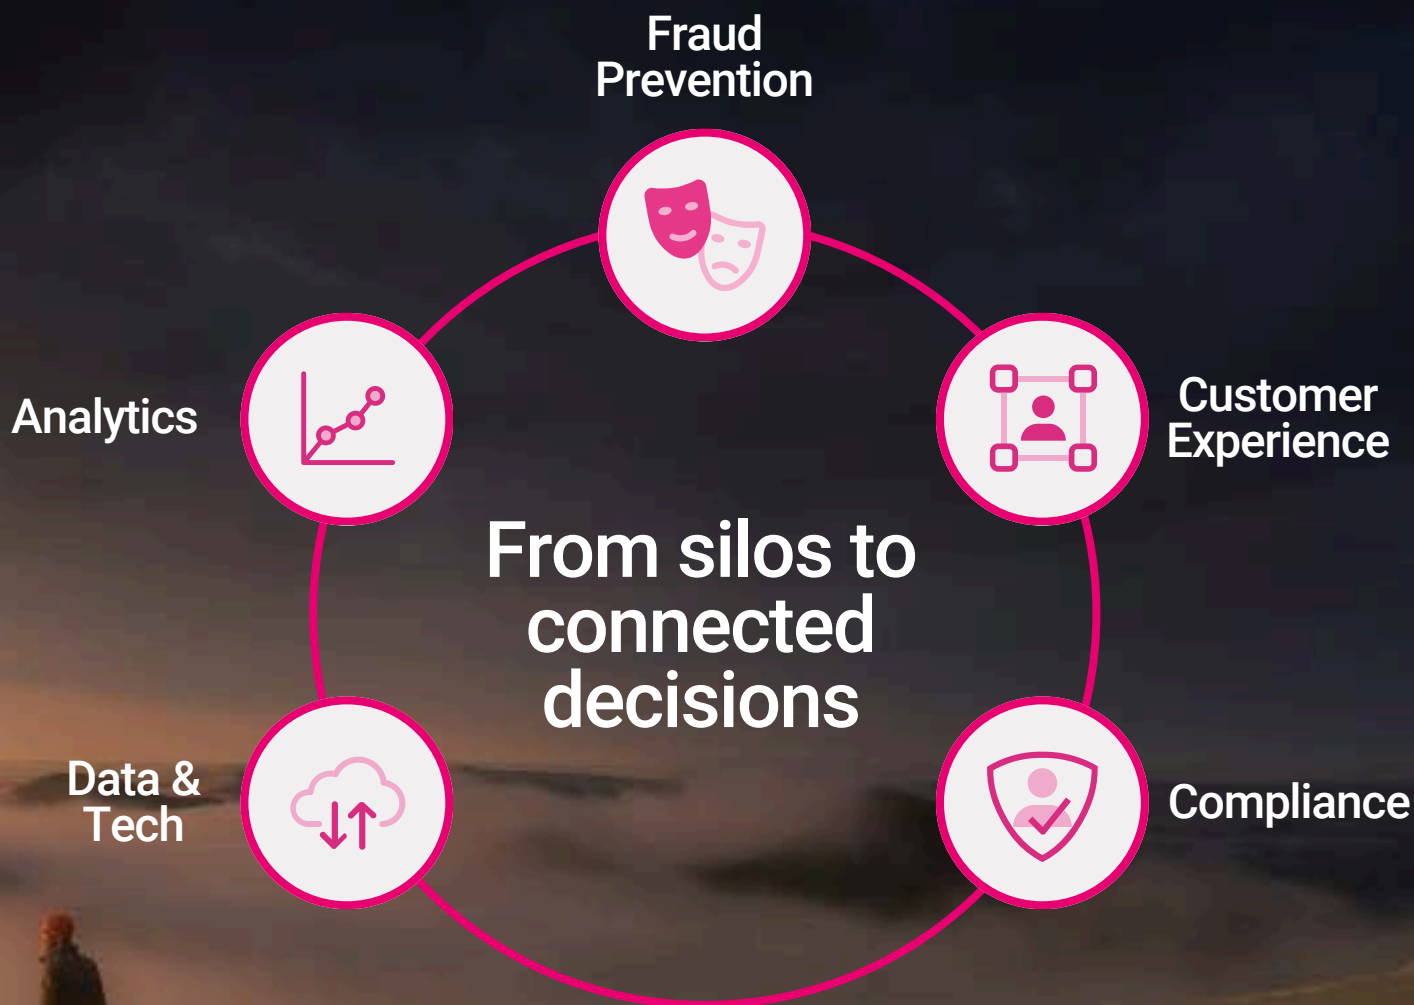 Fraud
Prevention
Analytics
Customer
Experience
From silos to
connected
decisions
Data &
Tech
Compliance